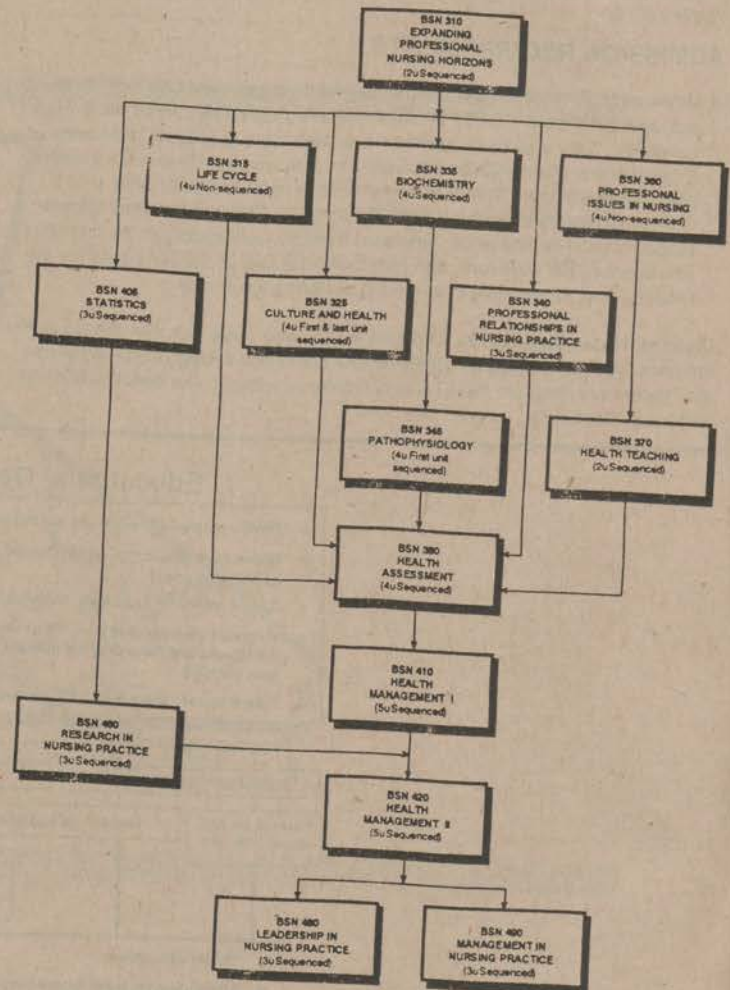 BSN 310
EXPANDING
PROFESSIONAL
NURSING HORIZONS
(2u Sequenced)
BSN 315
LIFE CYCLE
(4u Non-sequenced)
BSN 335
BIOCHEMISTRY
(4u Sequenced)
BSN 360
PROFESSIONAL
ISSUES IN NURSING
(4u Non-sequenced)
BSN 405
STATISTICS
(3u Sequenced)
BSN 325
CULTURE AND HEALTH
(4u First & last unit
sequenced)
BSN 340
PROFESSIONAL
RELATIONSHIPS IN
NURSING PRACTICE
(3u Sequenced)
BSN 345
PATHOPHYSIOLOGY
(4u First unit
sequenced)
BSN 370
HEALTH TEACHING
(2u Sequenced)
BSN 380
HEALTH
ASSESSMENT
(4u Sequenced)
BSN 410
HEALTH
MANAGEMENT I
(5u Sequenced)
BSN 460
RESEARCH IN
NURSING PRACTICE
(3u Sequenced)
BSN 420
HEALTH
MANAGEMENT II
(5u Sequenced)
BSN 480
LEADERSHIP IN
NURSING PRACTICE
(3u Sequenced)
BSN 490
MANAGEMENT IN
NURSING PRACTICE
(3u Sequenced)